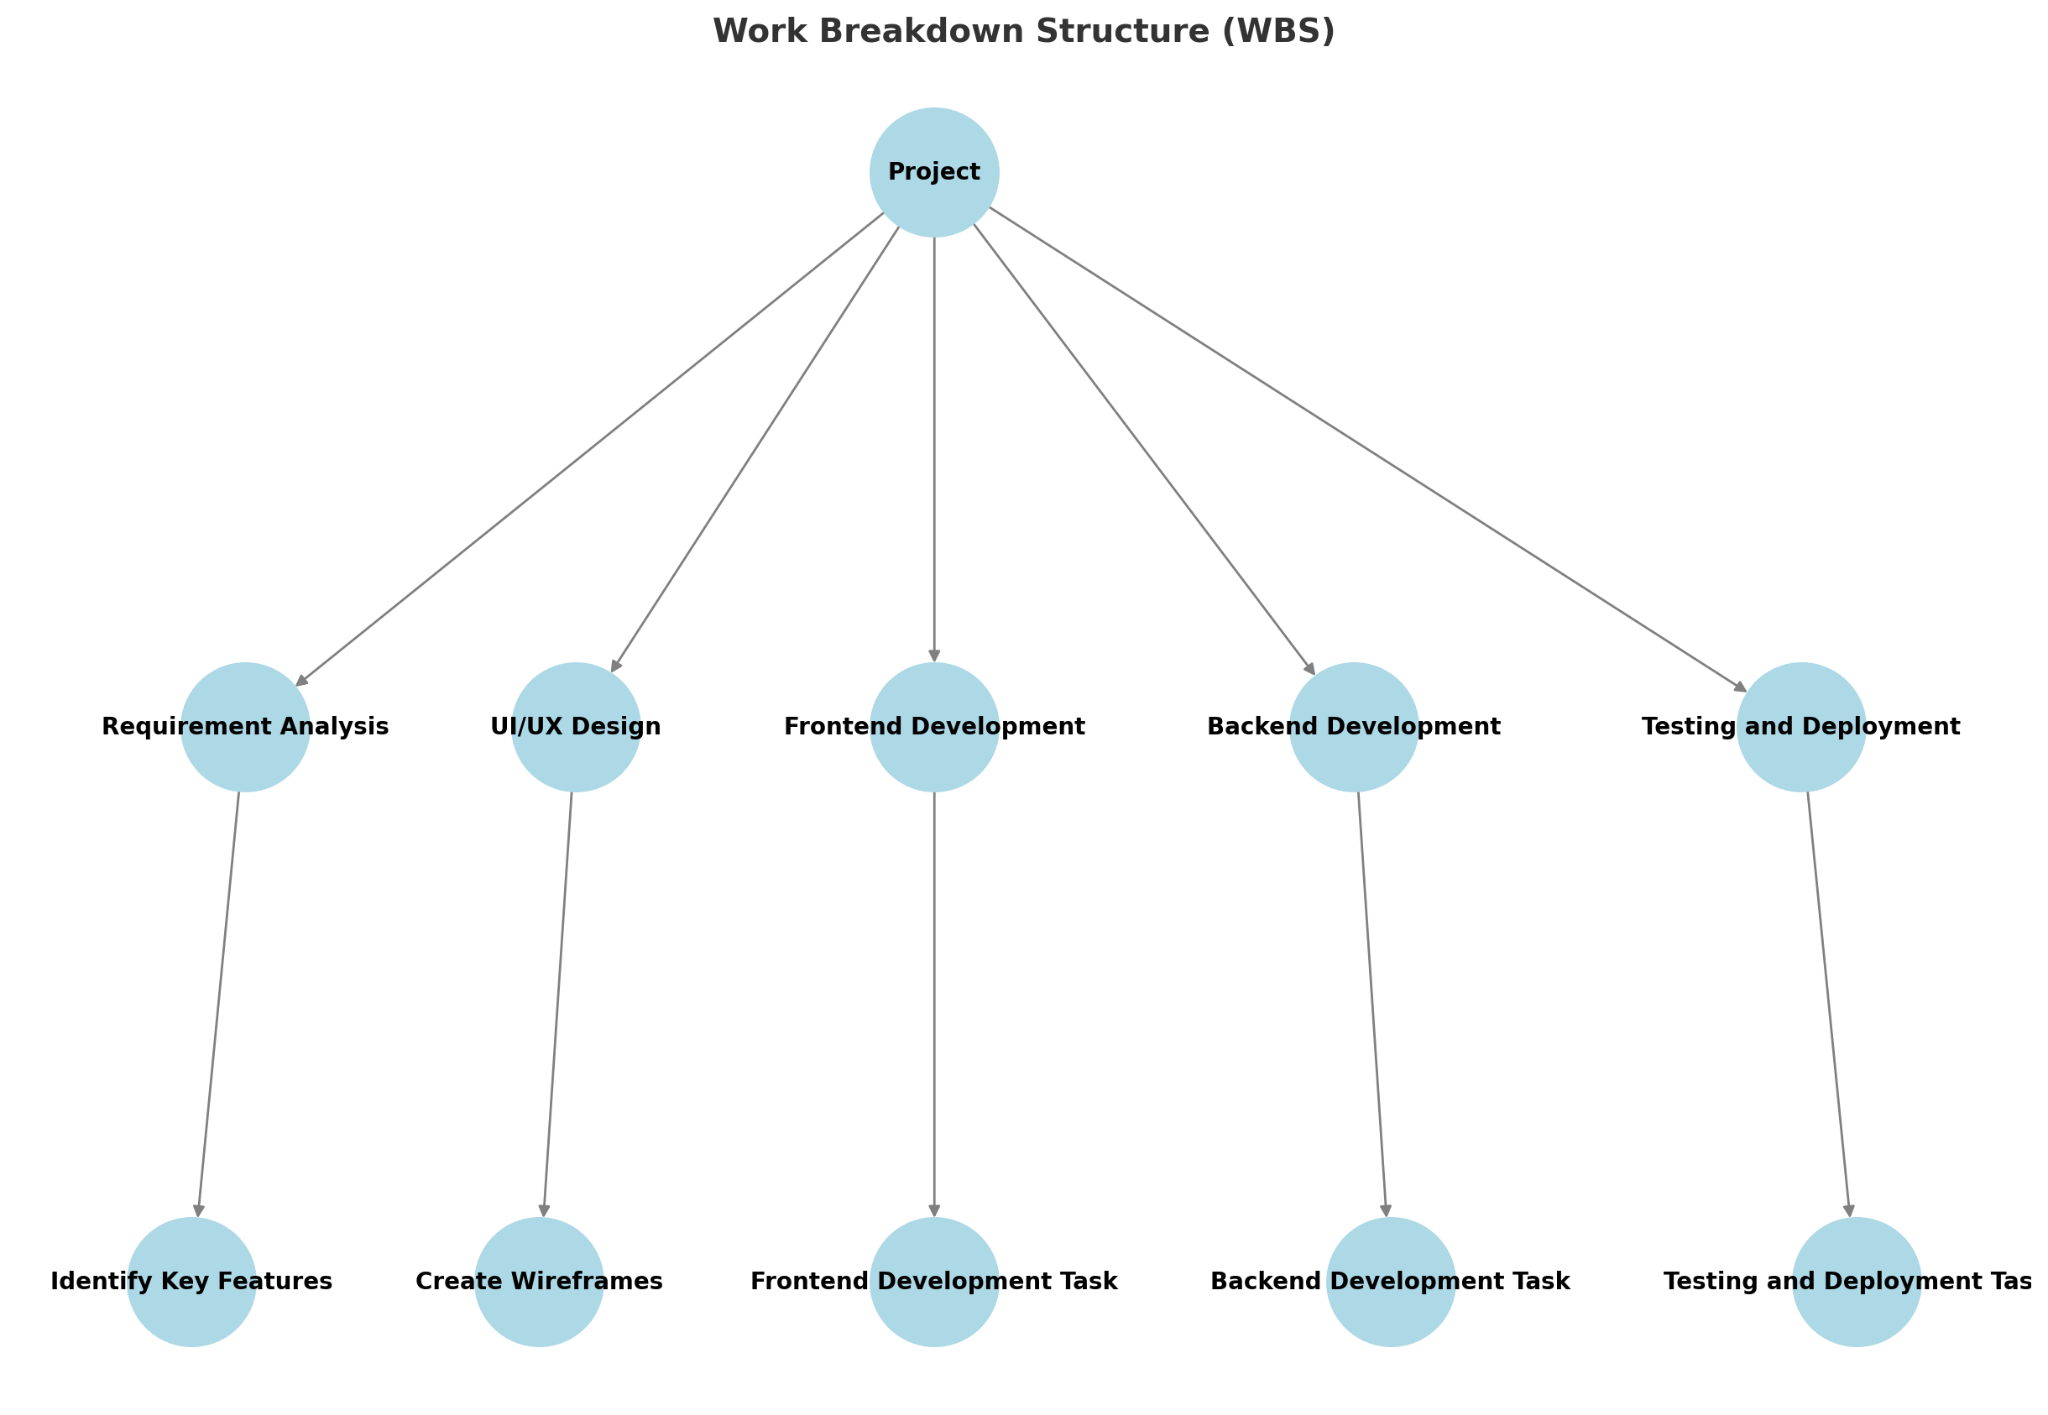 Work Breakdown Structure (WBS)
Project
Requirement Analysis
UI/UX Design
Frontend Development
Backend Development
Testing and Deployment
Identify Key Features
Create Wireframes
Frontend Development Task
Backend Development Task
Testing and Deployment Tas